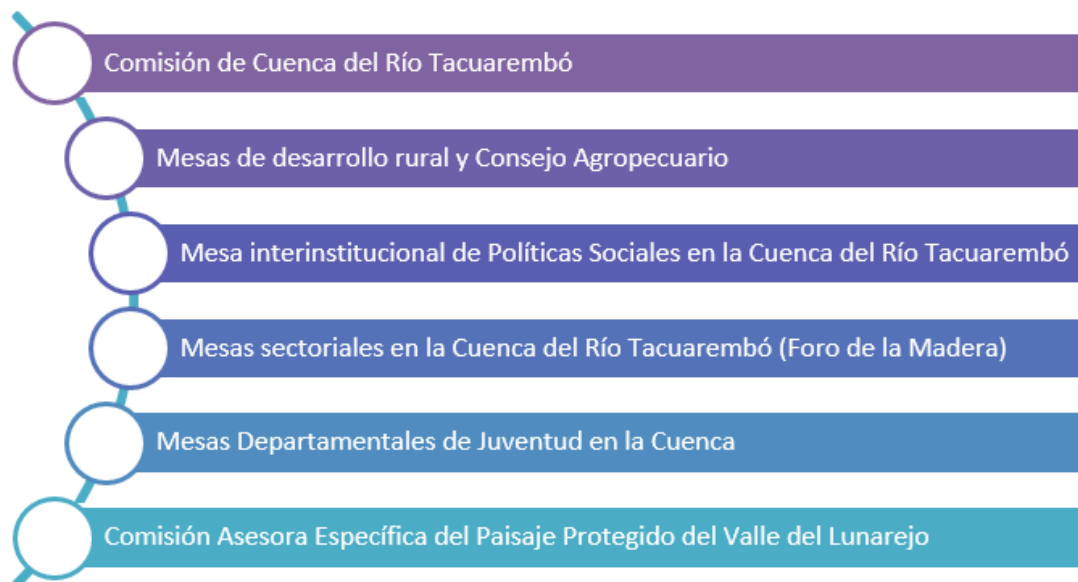 Comisión de Cuenca del Río Tacuarembó
Mesas de desarrollo rural y Consejo Agropecuario
Mesa interinstitucional de Políticas Sociales en la Cuenca del Río Tacuarembó
Mesas sectoriales en la Cuenca del Río Tacuarembó (Foro de la Madera)
Mesas Departamentales de Juventud en la Cuenca
Comisión Asesora Específica del Paisaje Protegido del Valle del Lunarejo